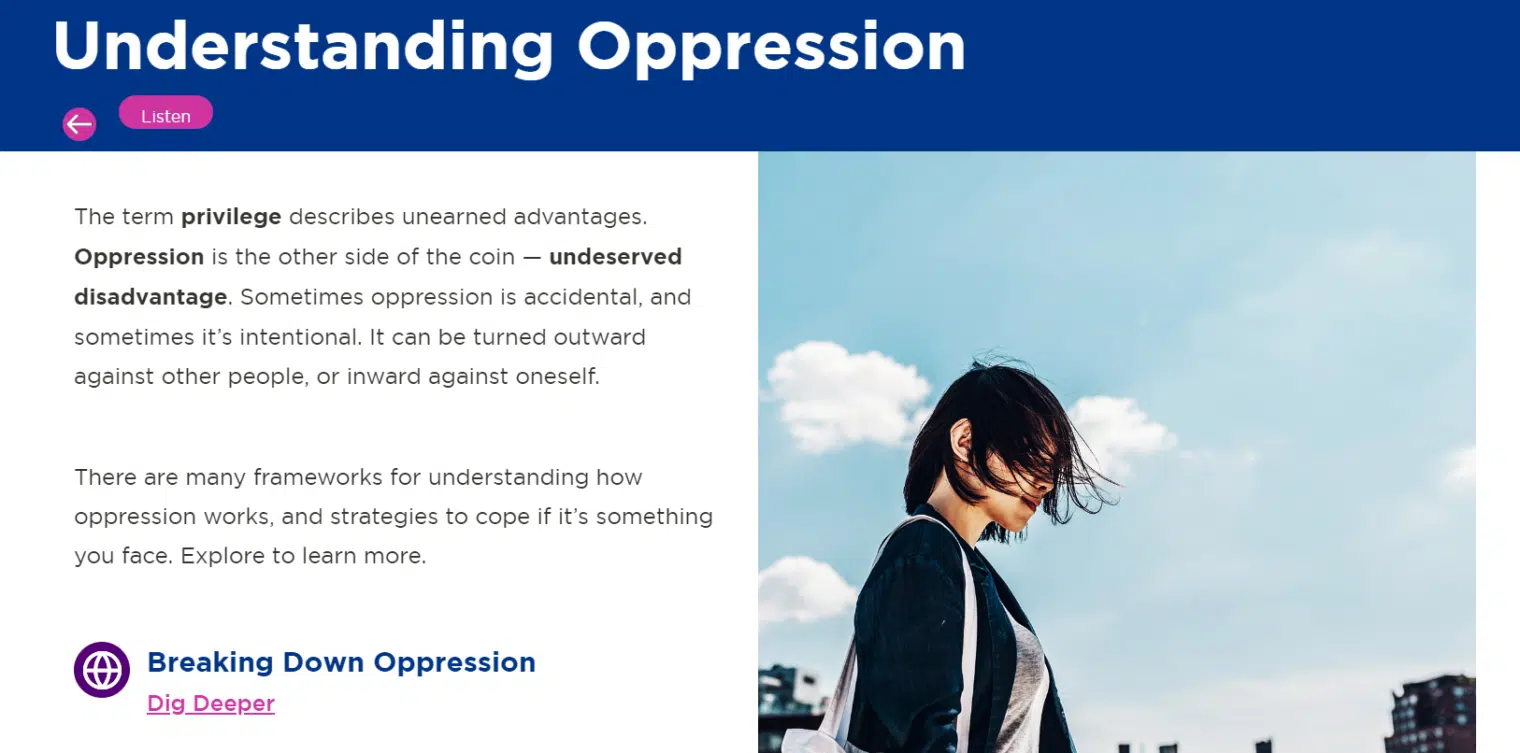 Understanding Oppression
Listen
The term privilege describes unearned advantages.
Oppression is the other side of the coin — undeserved
disadvantage. Sometimes oppression is accidental, and
sometimes it’s intentional. It can be turned outward
against other people, or inward against oneself.
There are many frameworks for understanding how
oppression works, and strategies to cope if it’s something
you face. Explore to learn more.
Breaking Down Oppression
Dig Deeper